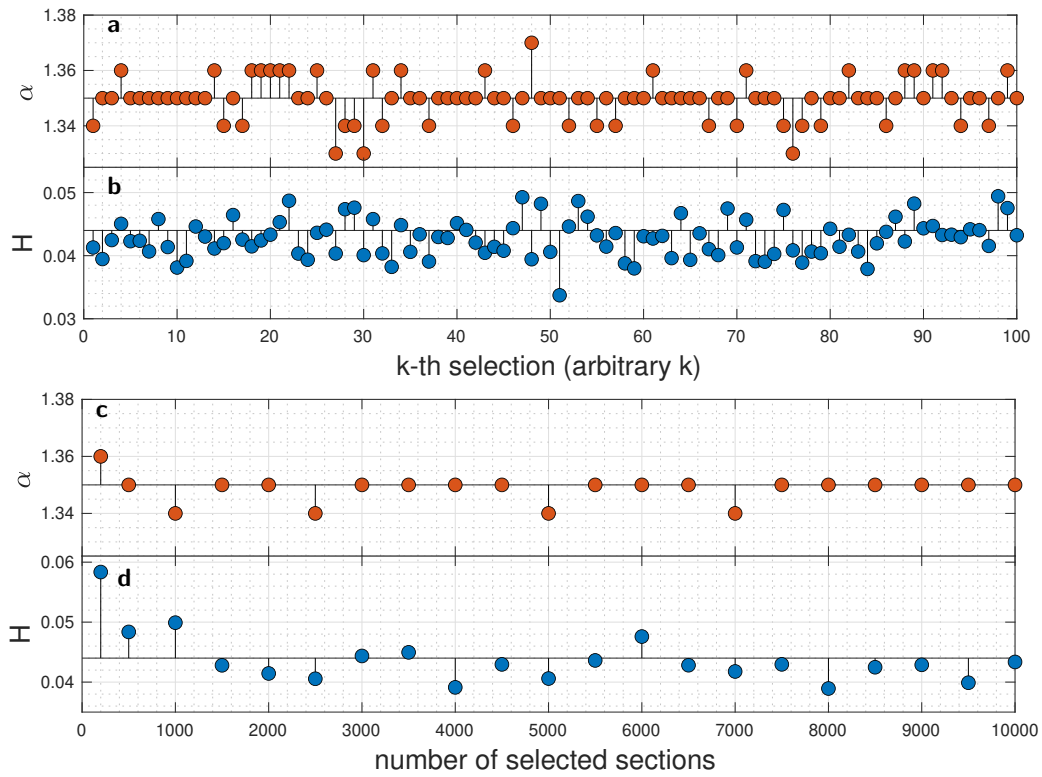 1.38
a
1.36
α
1.34
b
0.05
H
0.04
0.03
0 10 20 30 40 50 60 70 80 90 100
k-th selection (arbitrary k)
1.38
c
1.36
α
1.34
0.06
d
0.05
H
0.04
0 1000 2000 3000 4000 5000 6000 7000 8000 9000 10000
number of selected sections